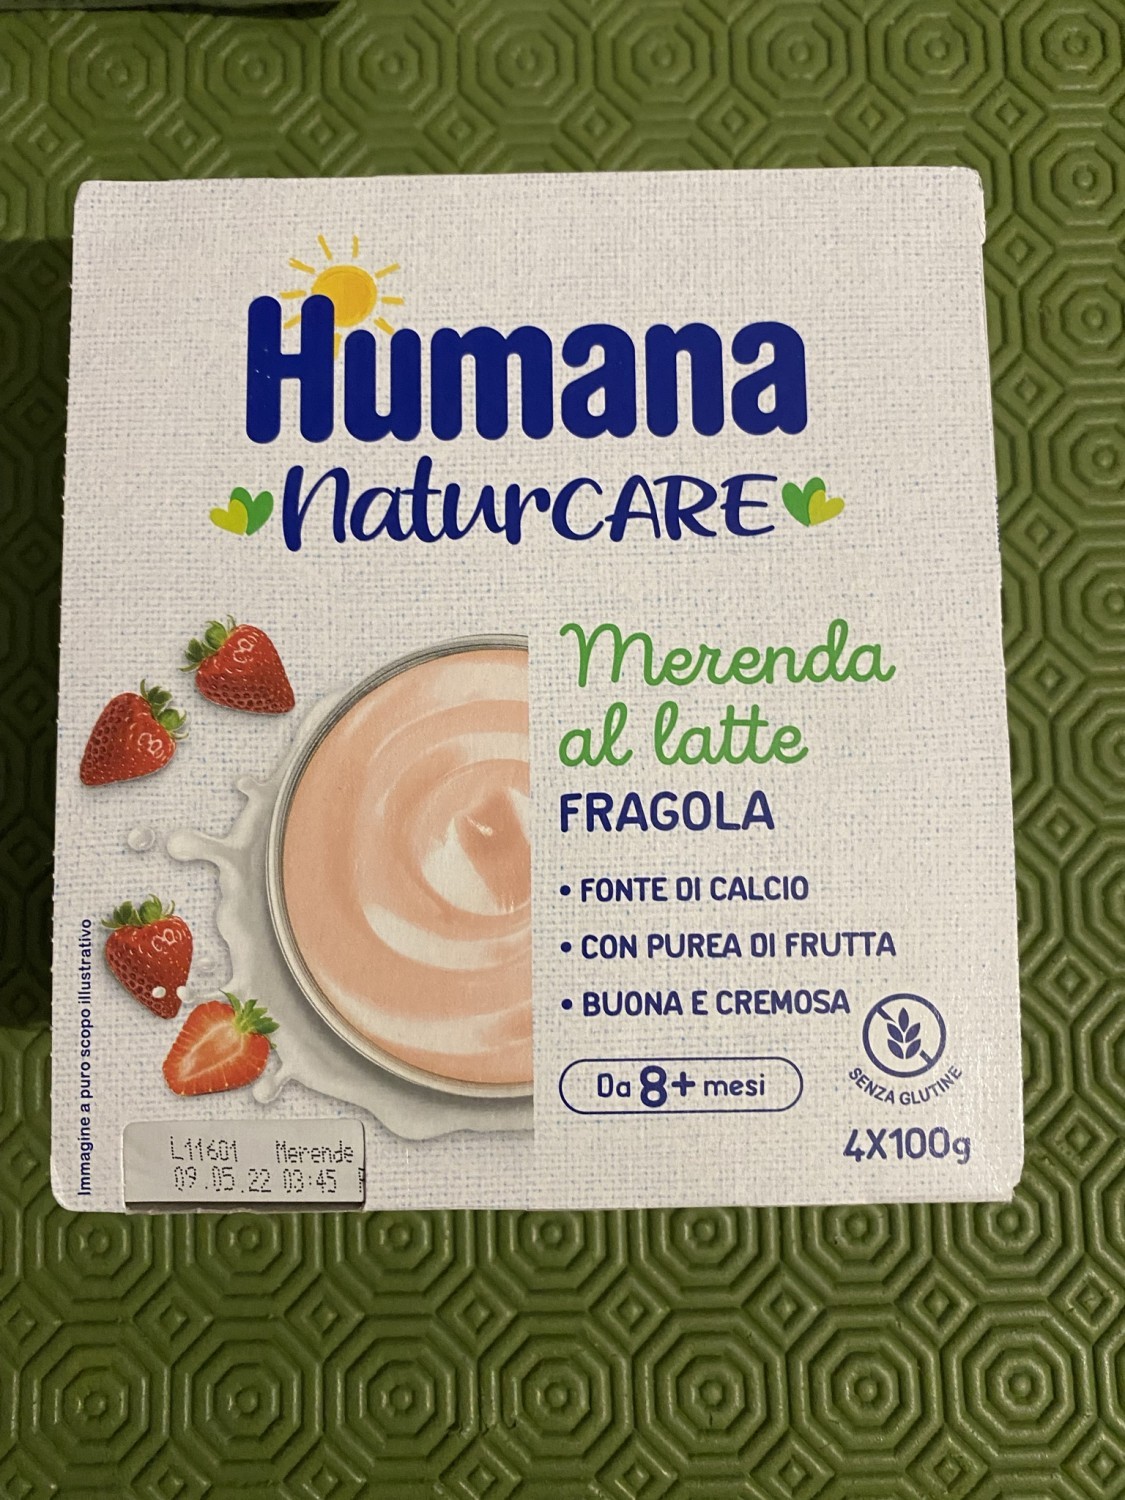 Humana
NaturCARE
Merenda
al latte
FRAGOLA
• FONTE DI CALCIO
• CON PUREA DI FRUTTA
• BUONA E CREMOSA
Da 8+ mesi
SENZA GLUTINE
4X100g
Immagine a puro scopo illustrativo
L11601 Merende
09.05.22 03:45